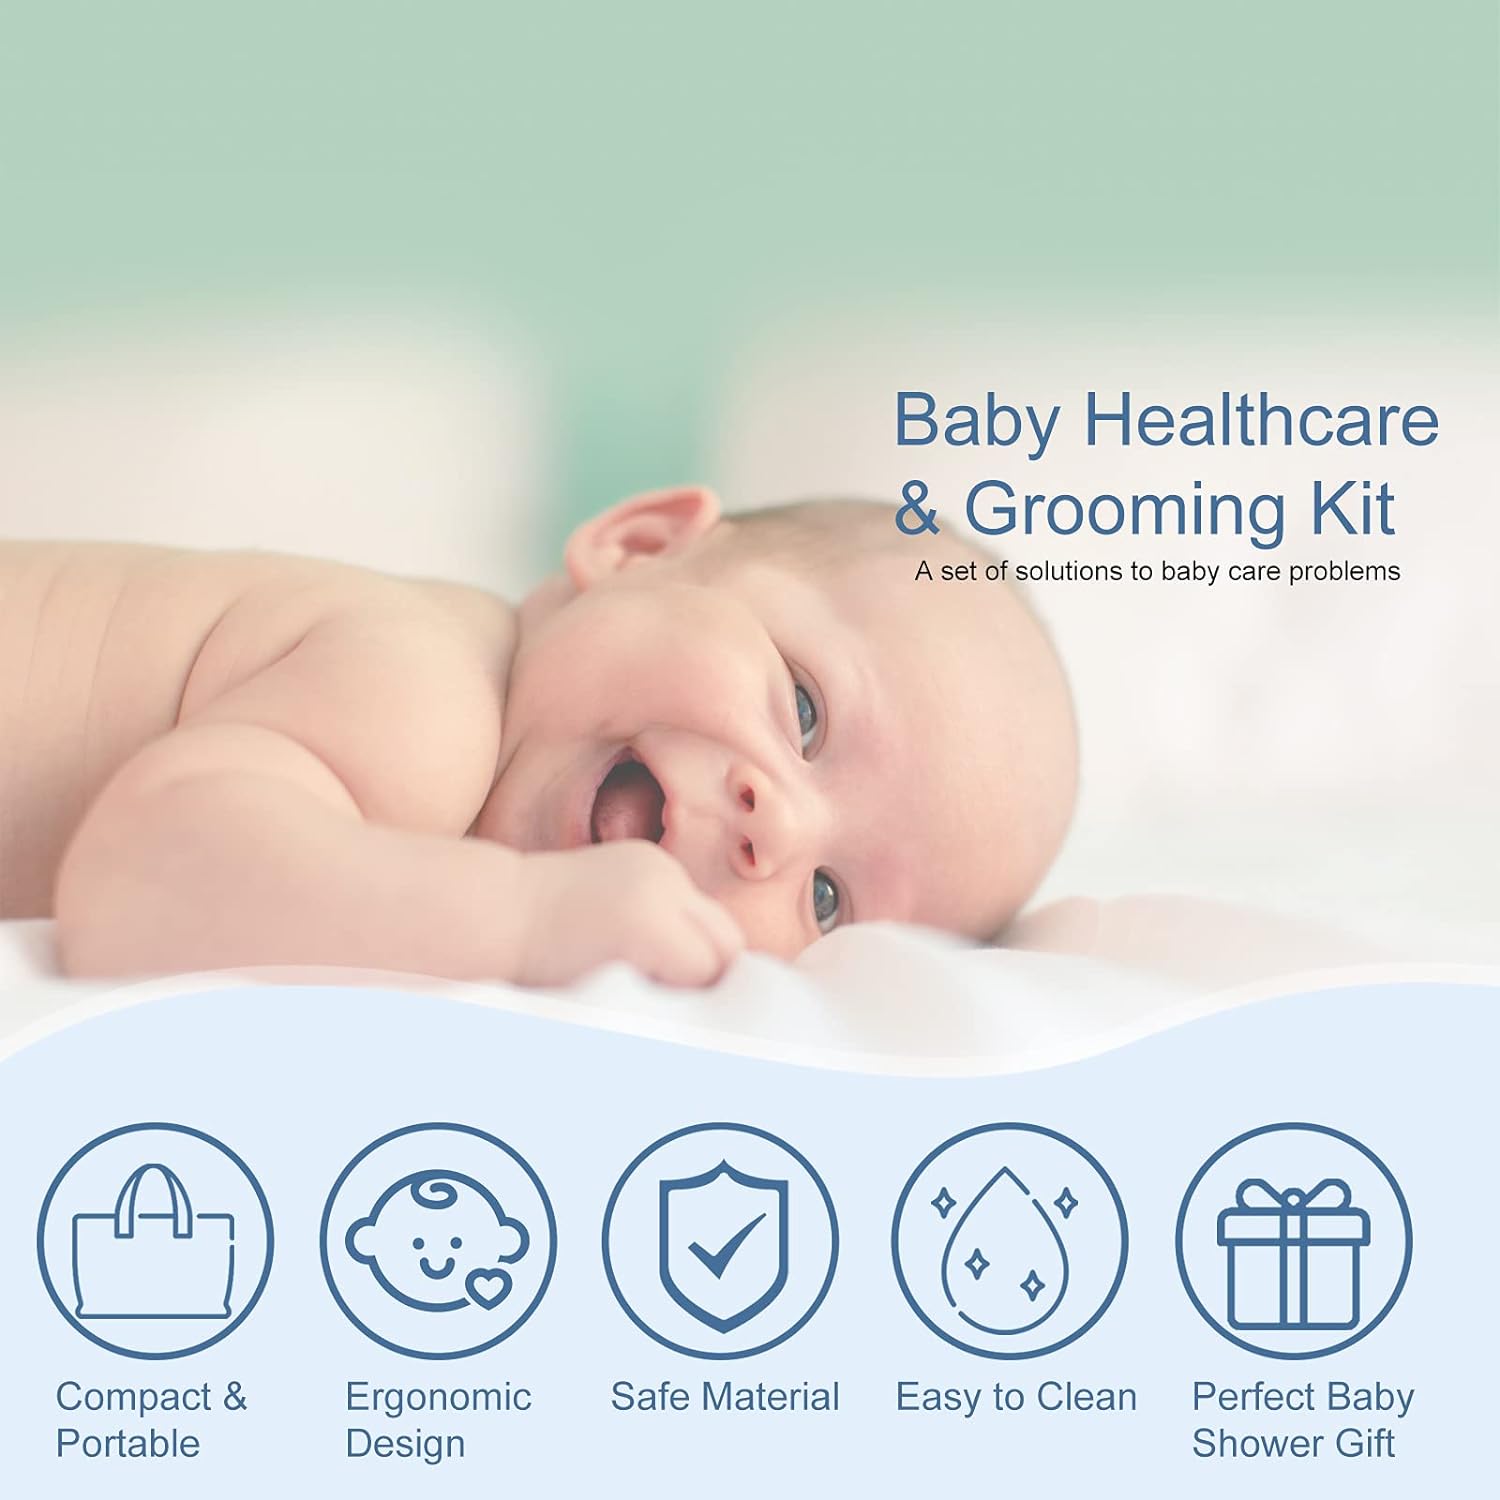 Baby Healthcare
& Grooming Kit
A set of solutions to baby care problems
Compact &
Portable
Ergonomic
Design
Safe Material
Easy to Clean
Perfect Baby
Shower Gift